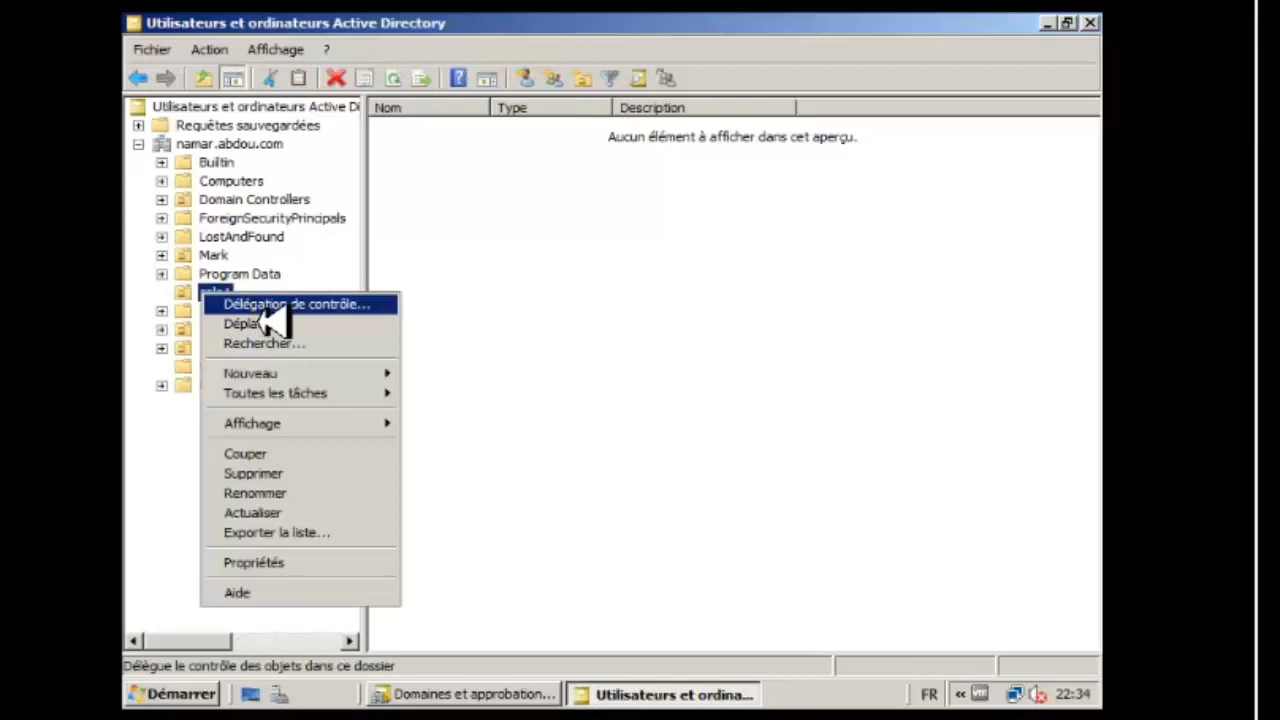 Utilisateurs et ordinateurs Active Directory
Fichier Action Affichage ?
Utilisateurs et ordinateurs Active Di
Nom Type Description
Requêtes sauvegardées
Aucun élément à afficher dans cet aperçu.
namar.abdou.com
Builtin
Computers
Domain Controllers
ForeignSecurityPrincipals
LostAndFound
Mark
Program Data
Délégation de contrôle...
Rechercher...
Nouveau
Toutes les tâches
Affichage
Couper
Supprimer
Renommer
Actualiser
Exporter la liste...
Propriétés
Aide
Délègue le contrôle des objets dans ce dossier
Démarrer Domaines et approbation... Utilisateurs et ordina... FR « 22:34